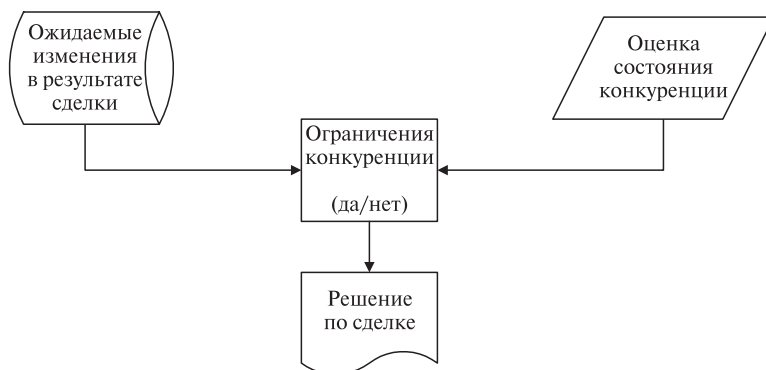 Ожидаемые
изменения
в результате
сделки
Оценка
состояния
конкуренции
Ограничения
конкуренции
(да/нет)
Решение
по сделке